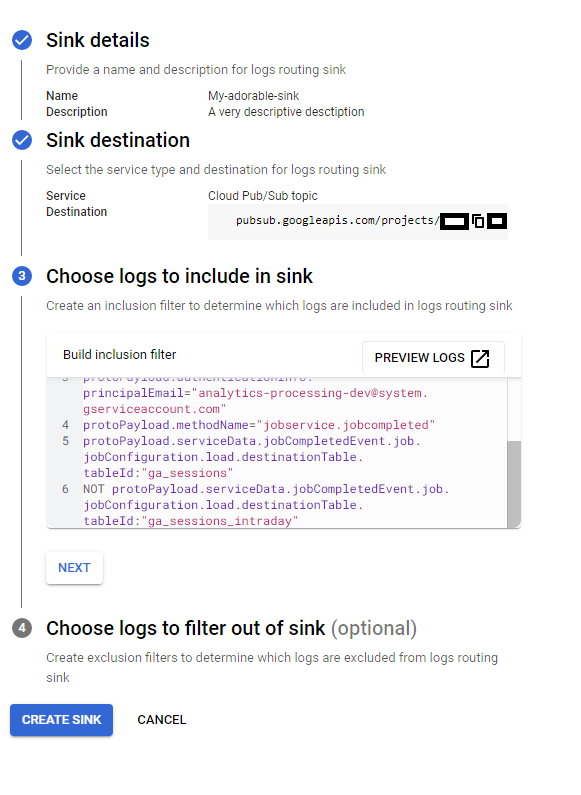 Sink details
Provide a name and description for logs routing sink
Name My-adorable-sink
Description A very descriptive desctiption
Sink destination
Select the service type and destination for logs routing sink
Service Cloud Pub/Sub topic
Destination
pubsub.googleapis.com/projects/
3 Choose logs to include in sink
Create an inclusion filter to determine which logs are included in logs routing sink
Build inclusion filter PREVIEW LOGS
3 protoPayload.authenticationInfo.
principalEmail="analytics-processing-dev@system.
gserviceaccount.com"
4 protoPayload.methodName="jobservice.jobcompleted"
5 protoPayload.serviceData.jobCompletedEvent.job.
jobConfiguration.load.destinationTable.
tableId:"ga_sessions"
6 NOT protoPayload.serviceData.jobCompletedEvent.job.
jobConfiguration.load.destinationTable.
tableId:"ga_sessions_intraday"
NEXT
4 Choose logs to filter out of sink (optional)
Create exclusion filters to determine which logs are excluded from logs routing
sink
CREATE SINK CANCEL